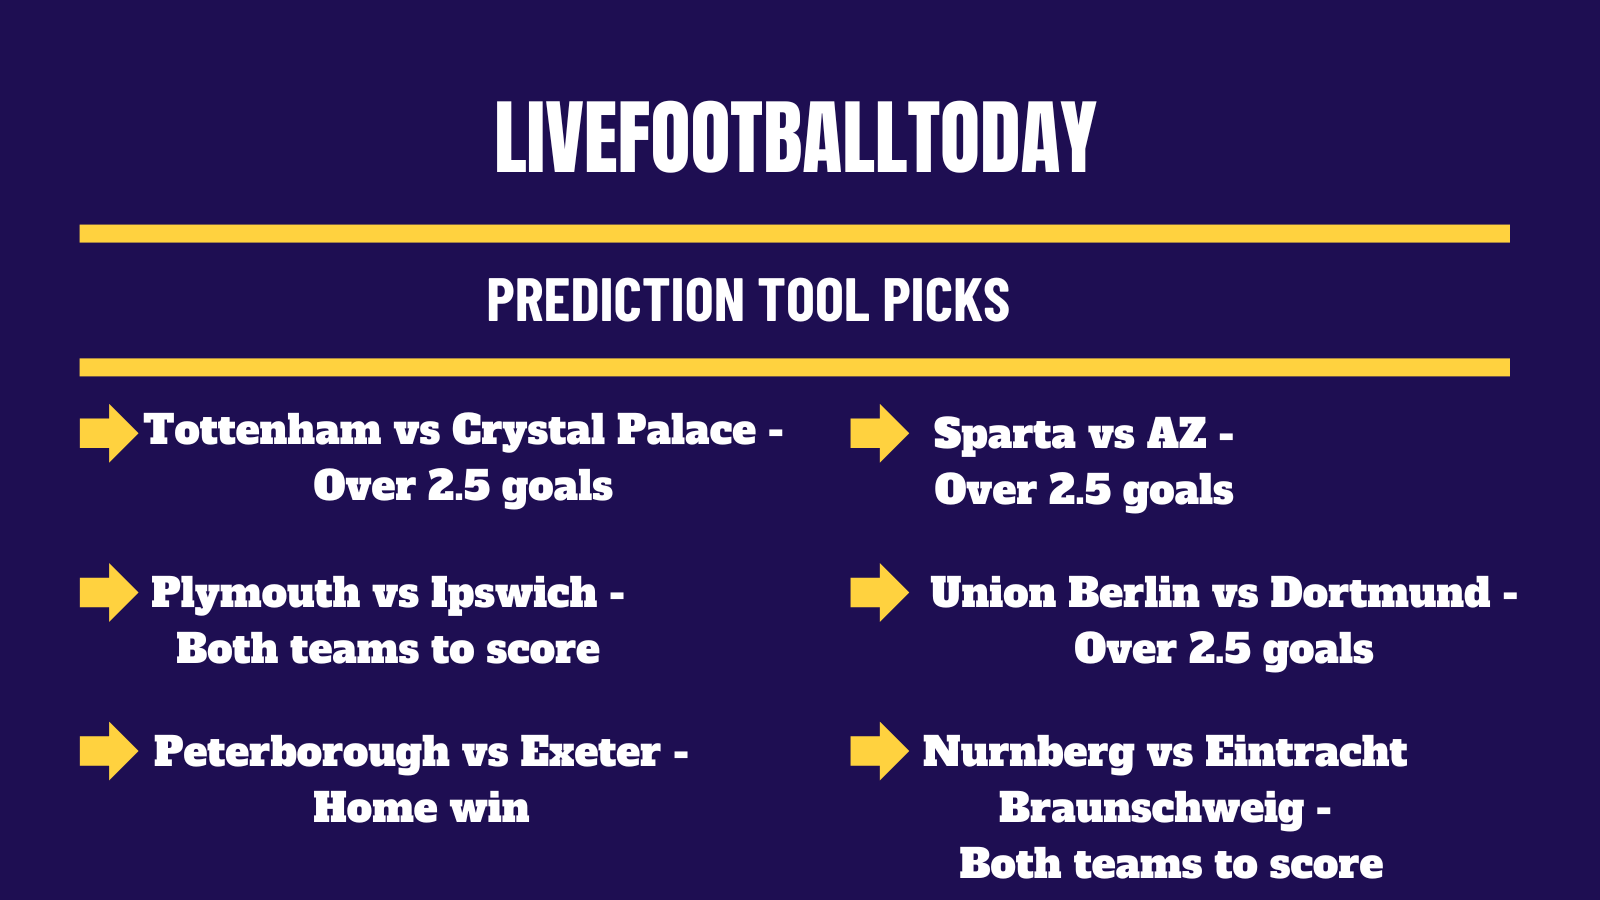 LIVEFOOTBALLTODAY
PREDICTION TOOL PICKS
Tottenham vs Crystal Palace -
Over 2.5 goals
Plymouth vs Ipswich -
Both teams to score
Peterborough vs Exeter -
Home win
Sparta vs AZ -
Over 2.5 goals
Union Berlin vs Dortmund -
Over 2.5 goals
Nurnberg vs Eintracht
Braunschweig -
Both teams to score